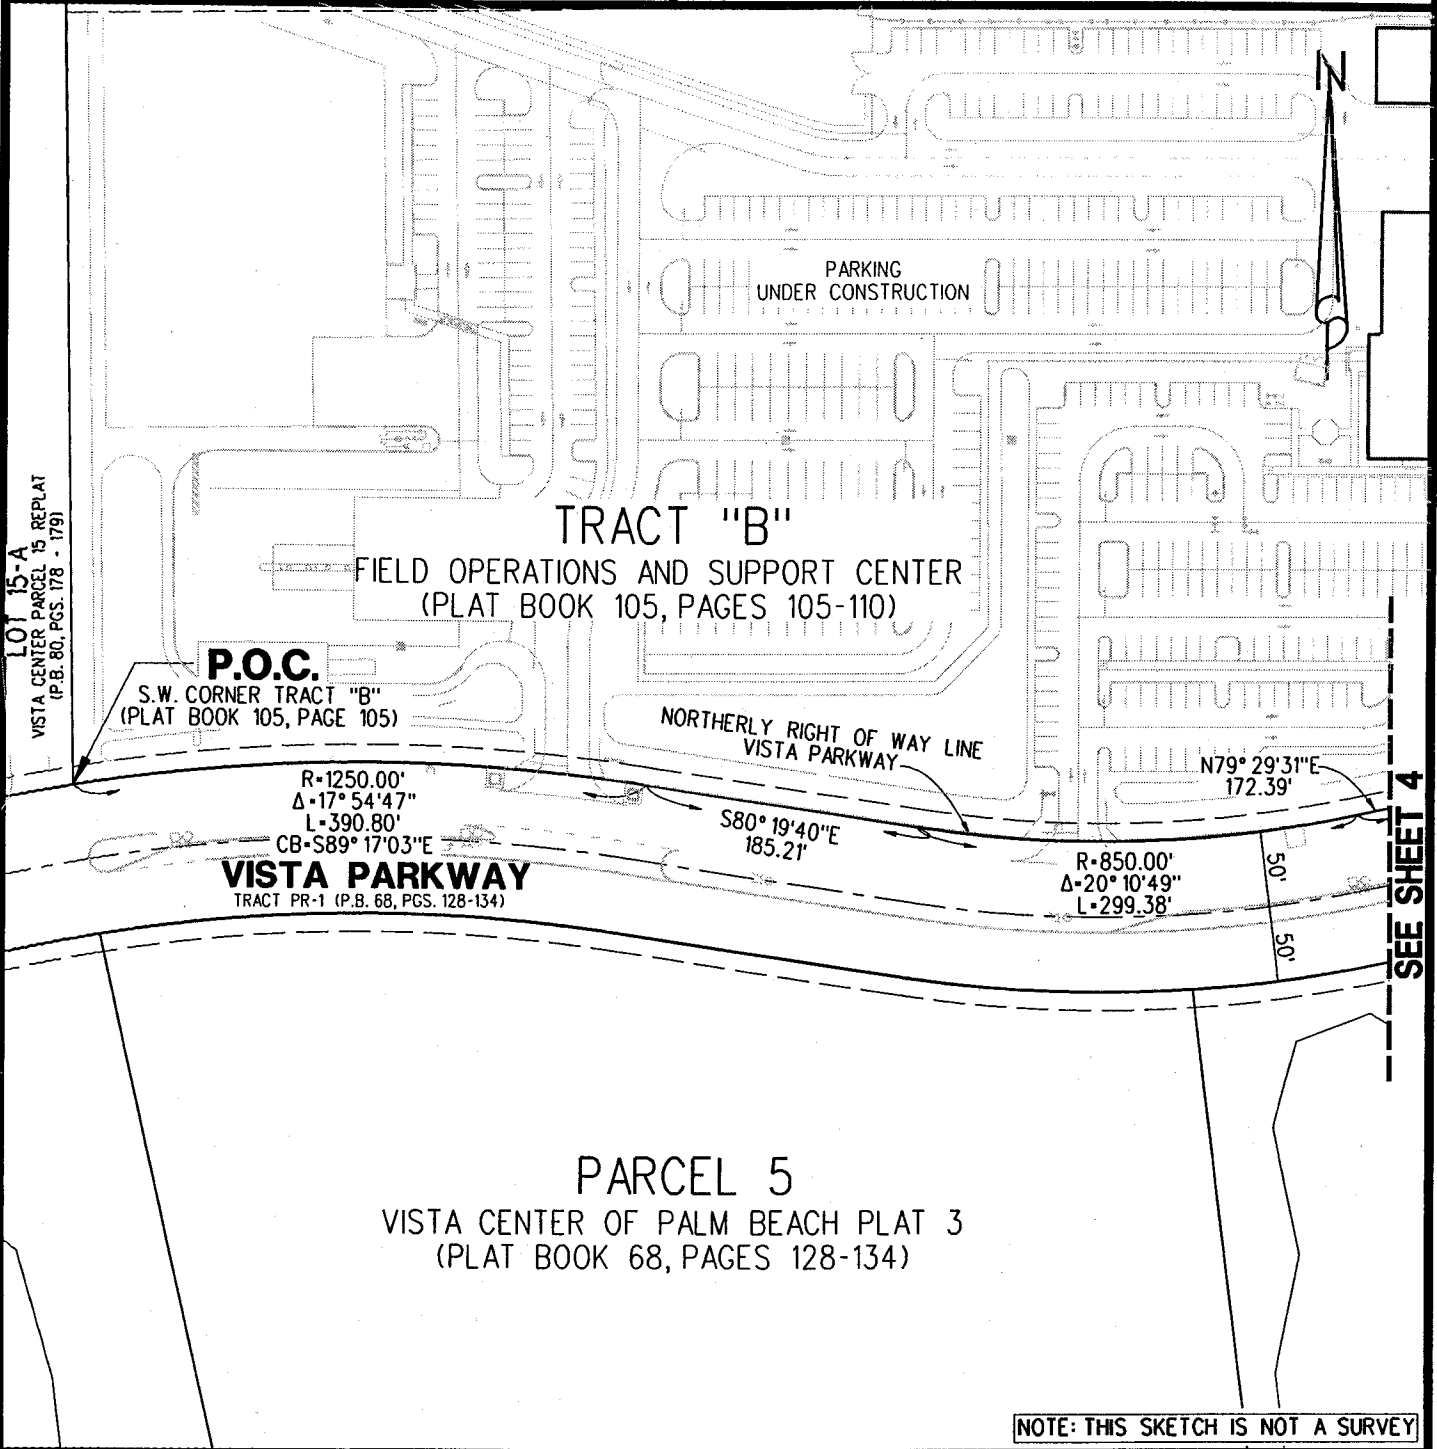 N
PARKING
UNDER CONSTRUCTION
LOT 15-A
VISTA CENTER PARCEL 15 REPLAT
(P.B. 80, PGS. 178 - 179)
TRACT "B"
FIELD OPERATIONS AND SUPPORT CENTER
(PLAT BOOK 105, PAGES 105-110)
P.O.C.
S.W. CORNER TRACT "B"
(PLAT BOOK 105, PAGE 105)
NORTHERLY RIGHT OF WAY LINE
VISTA PARKWAY
N79° 29'31"E
172.39'
R=1250.00'
Δ=17° 54'47"
L=390.80'
CB=S89° 17'03"E
S80° 19'40"E
185.21'
R=850.00'
Δ=20° 10'49"
L=299.38'
50'
50'
VISTA PARKWAY
TRACT PR-1 (P.B. 68, PGS. 128-134)
SEE SHEET 4
PARCEL 5
VISTA CENTER OF PALM BEACH PLAT 3
(PLAT BOOK 68, PAGES 128-134)
NOTE: THIS SKETCH IS NOT A SURVEY